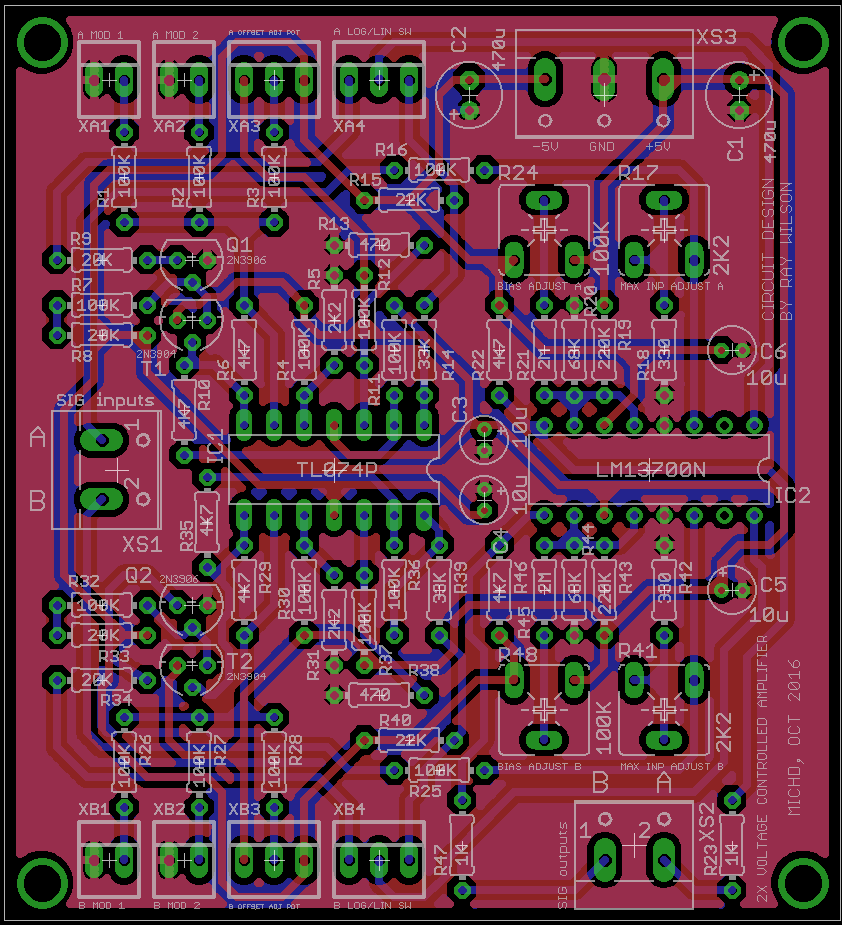 A MOD 1
A MOD 2
A OFFSET ADJ POT
A LOG/LIN SW
C2
470u
XS3
XA1
XA2
XA3
XA4
-5V
GND
+5V
C1
470u
R1
100K
R2
100K
R3
100K
R16
100K
R15
22K
R24
100K
BIAS ADJUST A
R17
2K2
MAX INP ADJUST A
CIRCUIT DESIGN
BY RAY WILSON
R9
20K
Q1
2N3906
R13
470
R7
100K
R8
20K
2N3904
T1
R5
2K2
R12
100K
R6
4K7
R4
100K
R11
100K
R14
33K
R22
4K7
R21
2M
R20
68K
R19
220K
R18
330
C6
10u
SIG inputs
A
B
1
2
XS1
R10
4K7
IC1
TL074P
C3
10u
10u
C4
LM13700N
IC2
R35
4K7
Q2
2N3906
R32
100K
R33
20K
R34
20K
T2
2N3904
R29
4K7
R30
100K
R31
2K2
R37
100K
R36
100K
R39
R38
470
R46
4K7
R45
2M
R44
68K
R43
220K
R42
C5
10u
R48
100K
BIAS ADJUST B
R41
2K2
MAX INP ADJUST B
R40
22K
R25
100K
R26
100K
R27
100K
R28
100K
XB1
XB2
XB3
XB4
B MOD 1
B MOD 2
B OFFSET ADJ POT
B LOG/LIN SW
R47
1K
B
A
1
2
XS2
SIG outputs
R23
1K
2X VOLTAGE CONTROLLED AMPLIFIER
MICHD, OCT 2016